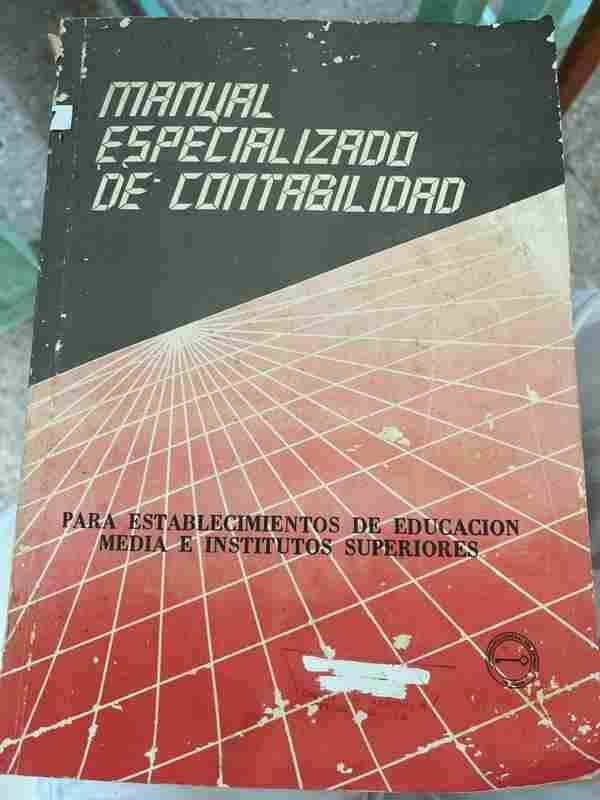 MANUAL
ESPECIALIZADO
DE CONTABILIDAD
PARA ESTABLECIMIENTOS DE EDUCACION
MEDIA E INSTITUTOS SUPERIORES